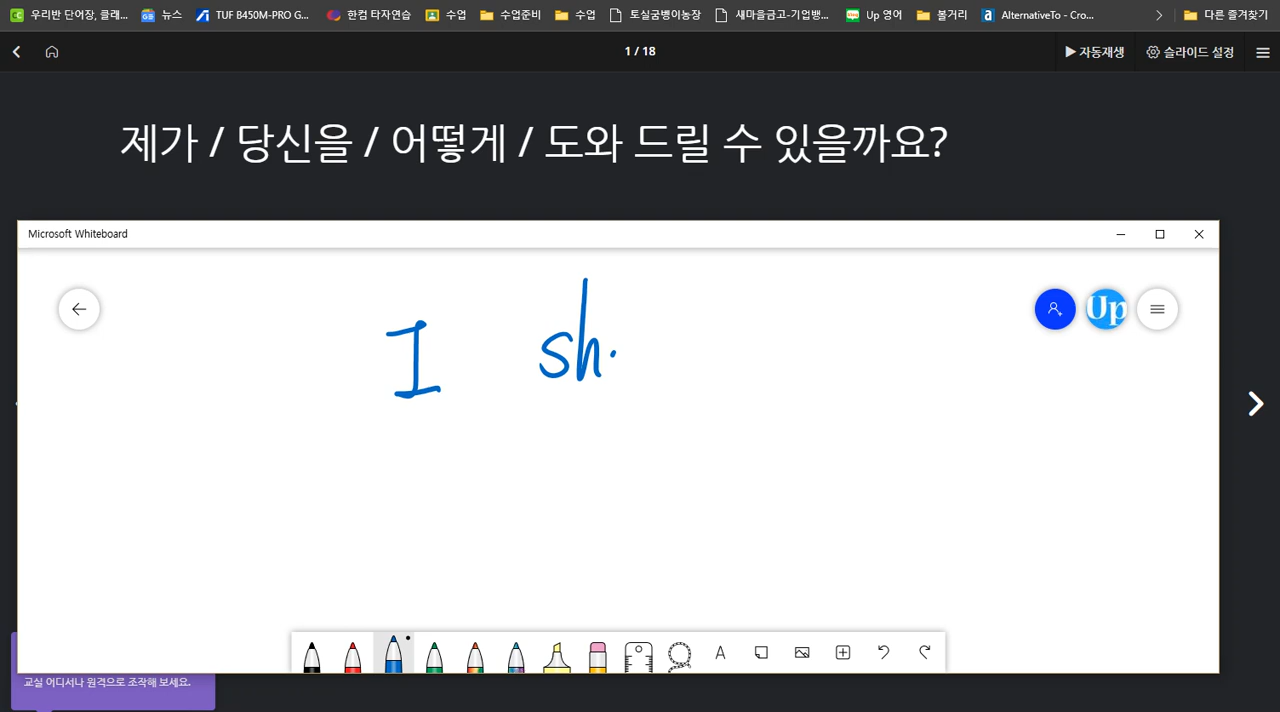 우리반 단어장, 클래... 뉴스 TUF B450M-PRO G... 한컴 타자연습 수업 수업준비 수업 토실굼벵이농장 새마을금고-기업뱅... Up 영어 볼거리 AlternativeTo - Cro... 다른 즐겨찾기
1 / 18 자동재생 슬라이드 설정
제가 / 당신을 / 어떻게 / 도와 드릴 수 있을까요?
Microsoft Whiteboard
Up
I sh
A
교실 어디서나 원격으로 조작해 보세요.